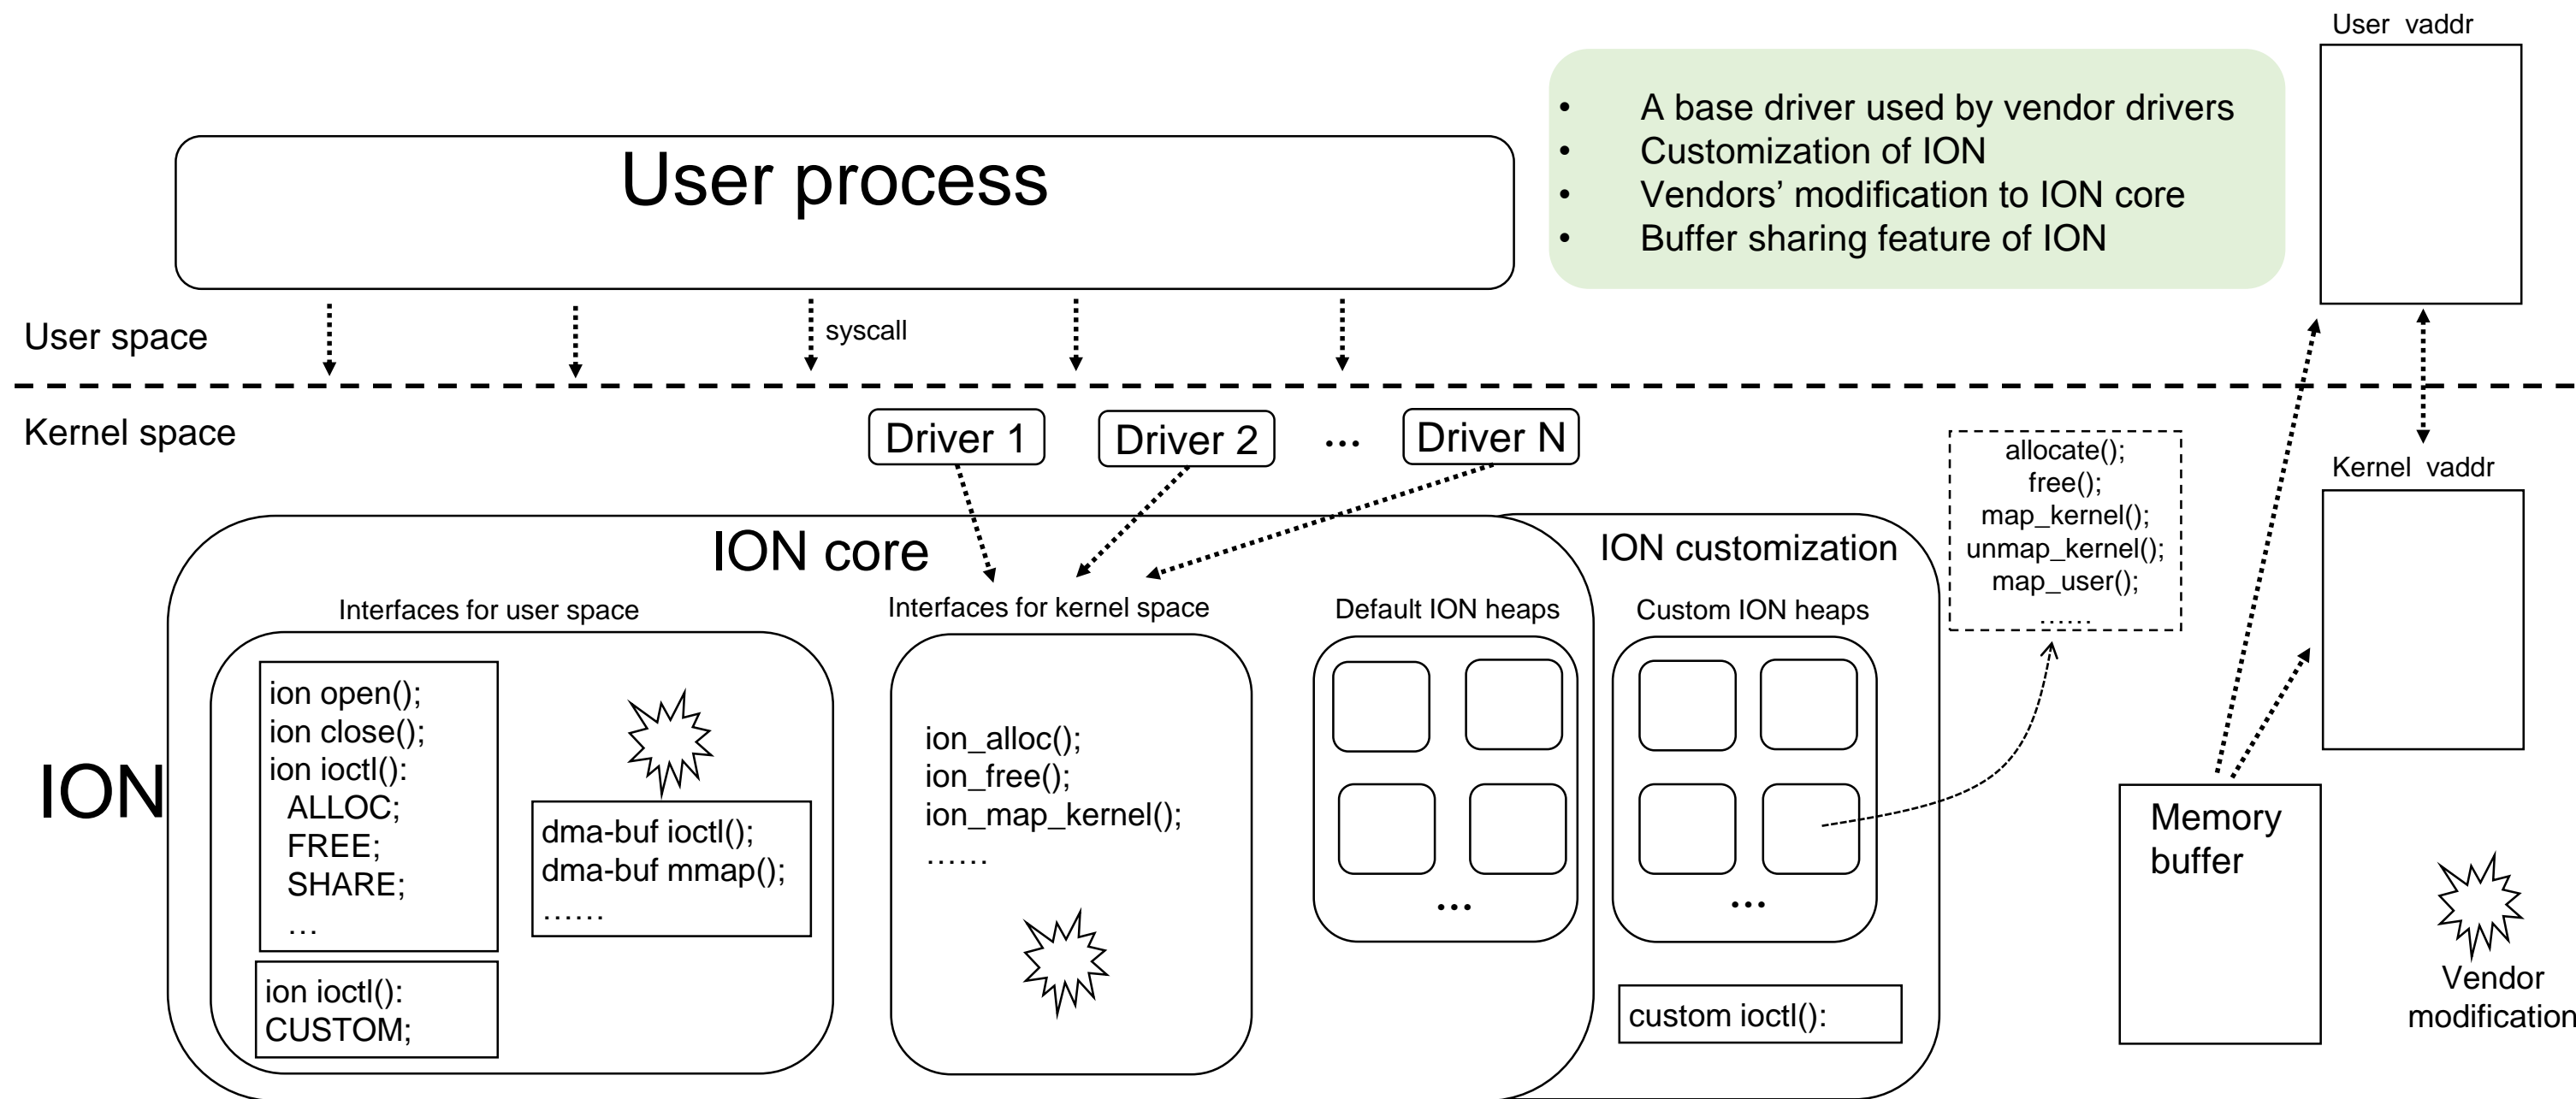 User vaddr
• A base driver used by vendor drivers
• Customization of ION
• Vendors’ modification to ION core
• Buffer sharing feature of ION
User process
User space
syscall
Kernel space
Driver 1
Driver 2
...
Driver N
allocate();
free();
map_kernel();
unmap_kernel();
map_user();
......
Kernel vaddr
ION core
ION customization
Interfaces for user space
Interfaces for kernel space
Default ION heaps
Custom ION heaps
ION
ion open();
ion close();
ion ioctl():
ALLOC;
FREE;
SHARE;
...
ion ioctl():
CUSTOM;
dma-buf ioctl();
dma-buf mmap();
......
ion_alloc();
ion_free();
ion_map_kernel();
......
...
...
custom ioctl():
Memory
buffer
Vendor
modification